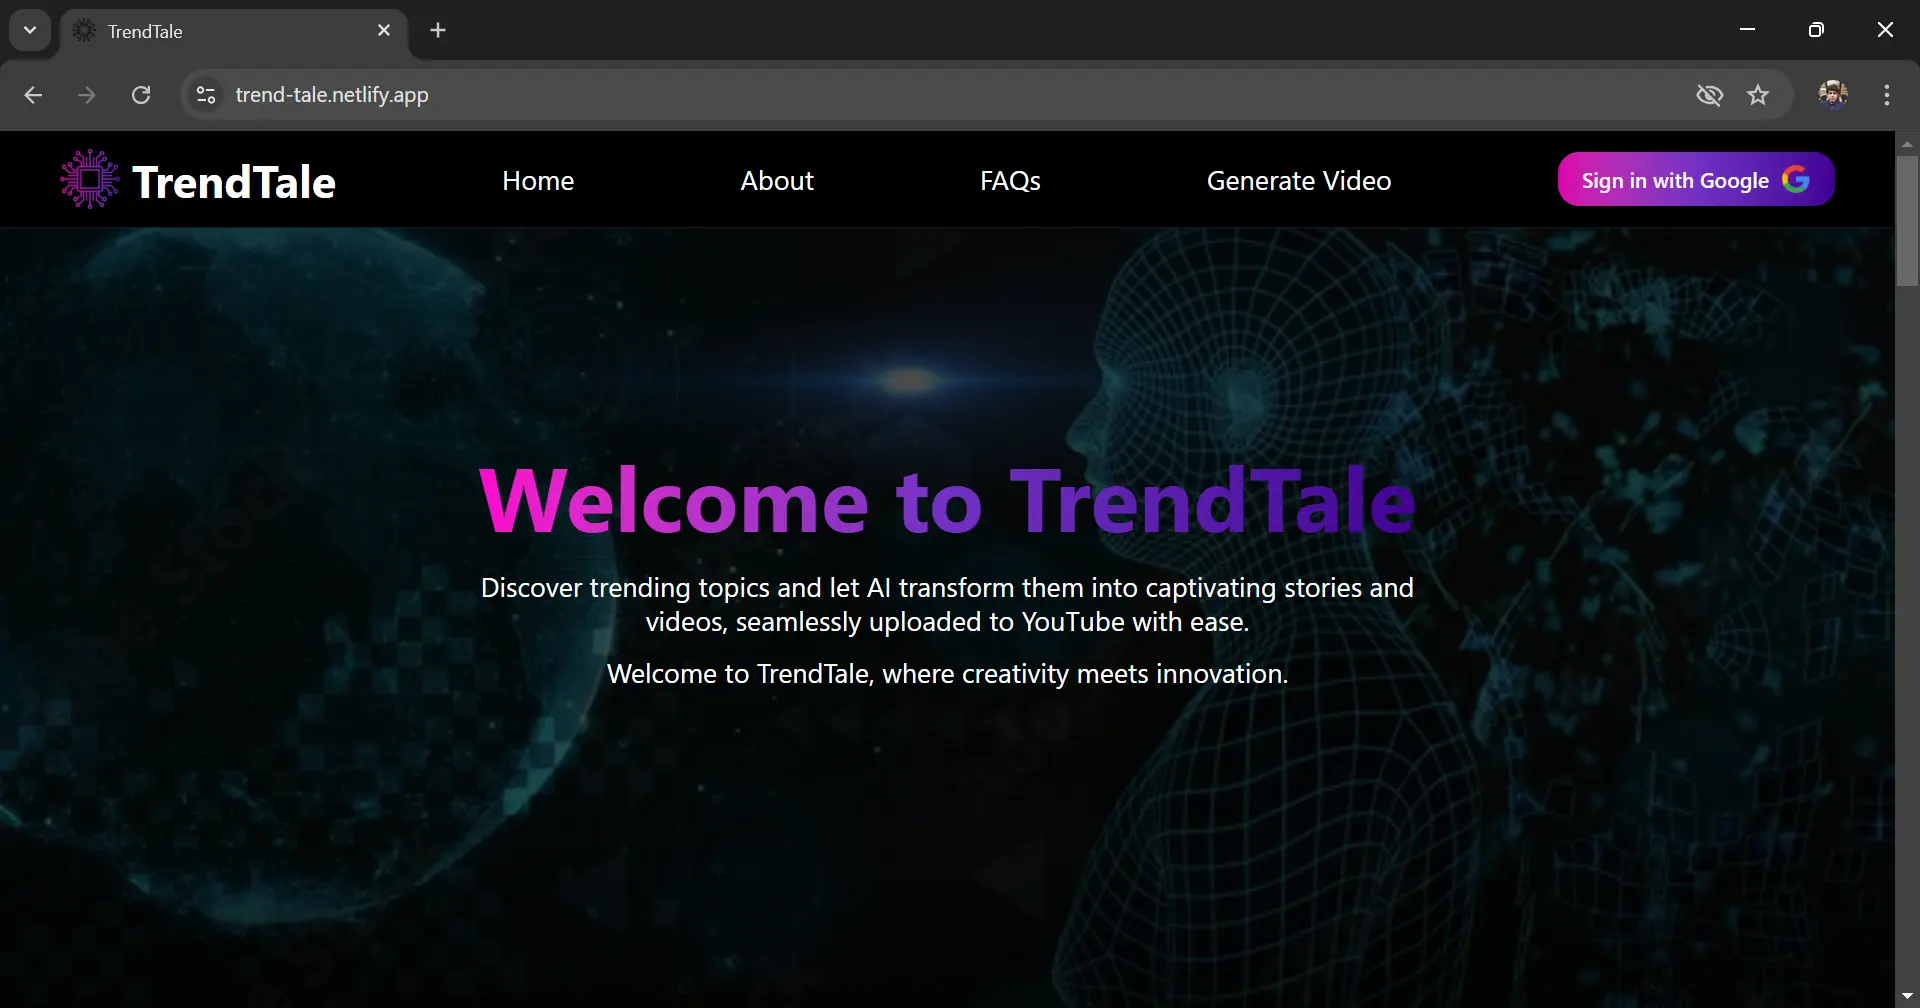 TrendTale
trend-tale.netlify.app
TrendTale
Home
About
FAQs
Generate Video
Sign in with Google
Welcome to TrendTale
Discover trending topics and let AI transform them into captivating stories and
videos, seamlessly uploaded to YouTube with ease.
Welcome to TrendTale, where creativity meets innovation.